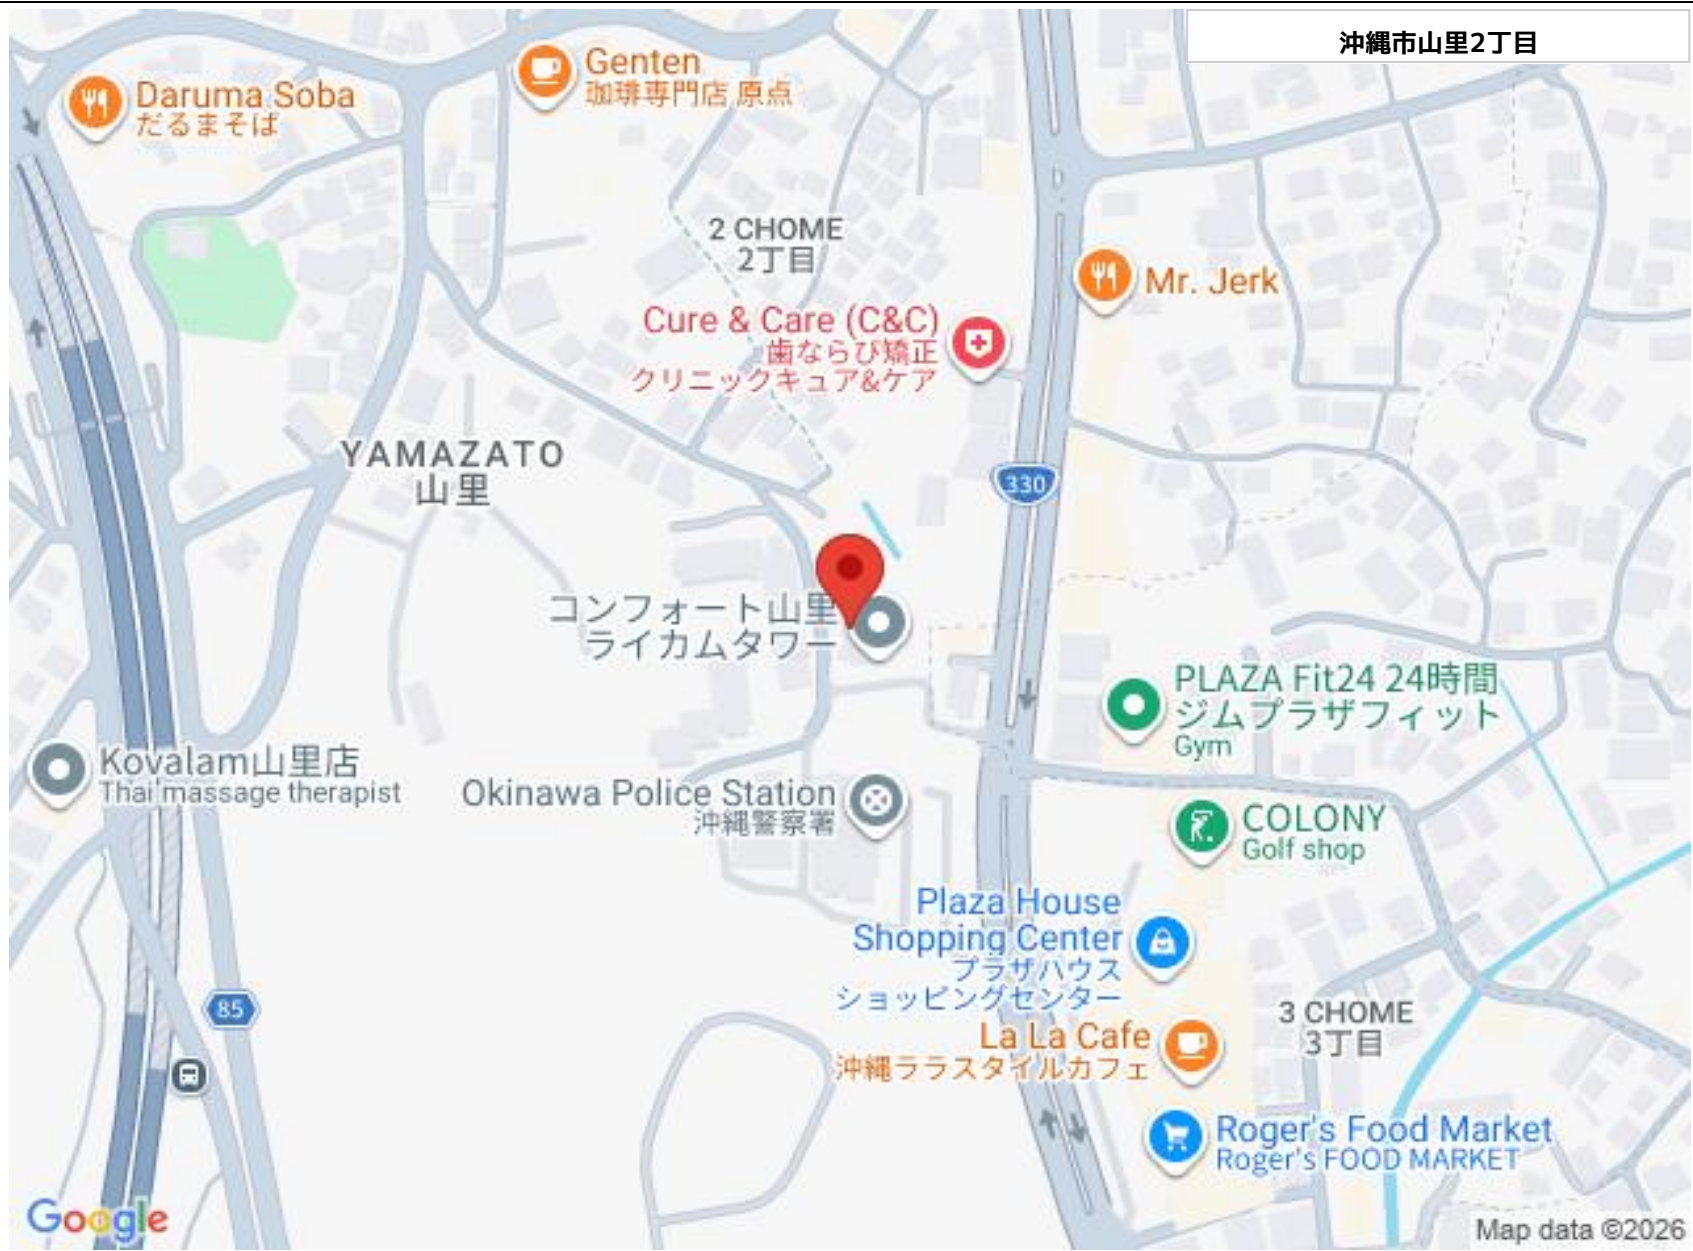 沖縄市山里2丁目
Genten
珈琲専門店 原点
Daruma Soba
だるまそば
2 CHOME
2丁目
Mr. Jerk
Cure & Care (C&C)
歯ならび矯正
クリニックキュア&ケア
YAMAZATO
山里
330
コンフォート山里
ライカムタワー
PLAZA Fit24 24時間
ジムプラザフィット
Gym
Kovalam山里店
Thai massage therapist
Okinawa Police Station
沖縄警察署
COLONY
Golf shop
Plaza House
Shopping Center
プラザハウス
ショッピングセンター
85
3 CHOME
3丁目
La La Cafe
沖縄ララスタイルカフェ
Roger's Food Market
Roger's FOOD MARKET
Google
Map data ©2026